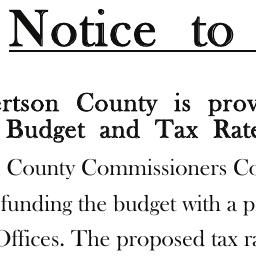 Notice to
ertson County is prov
Budget and Tax Rate
County Commissioners Co
funding the budget with a p
Offices. The proposed tax ra